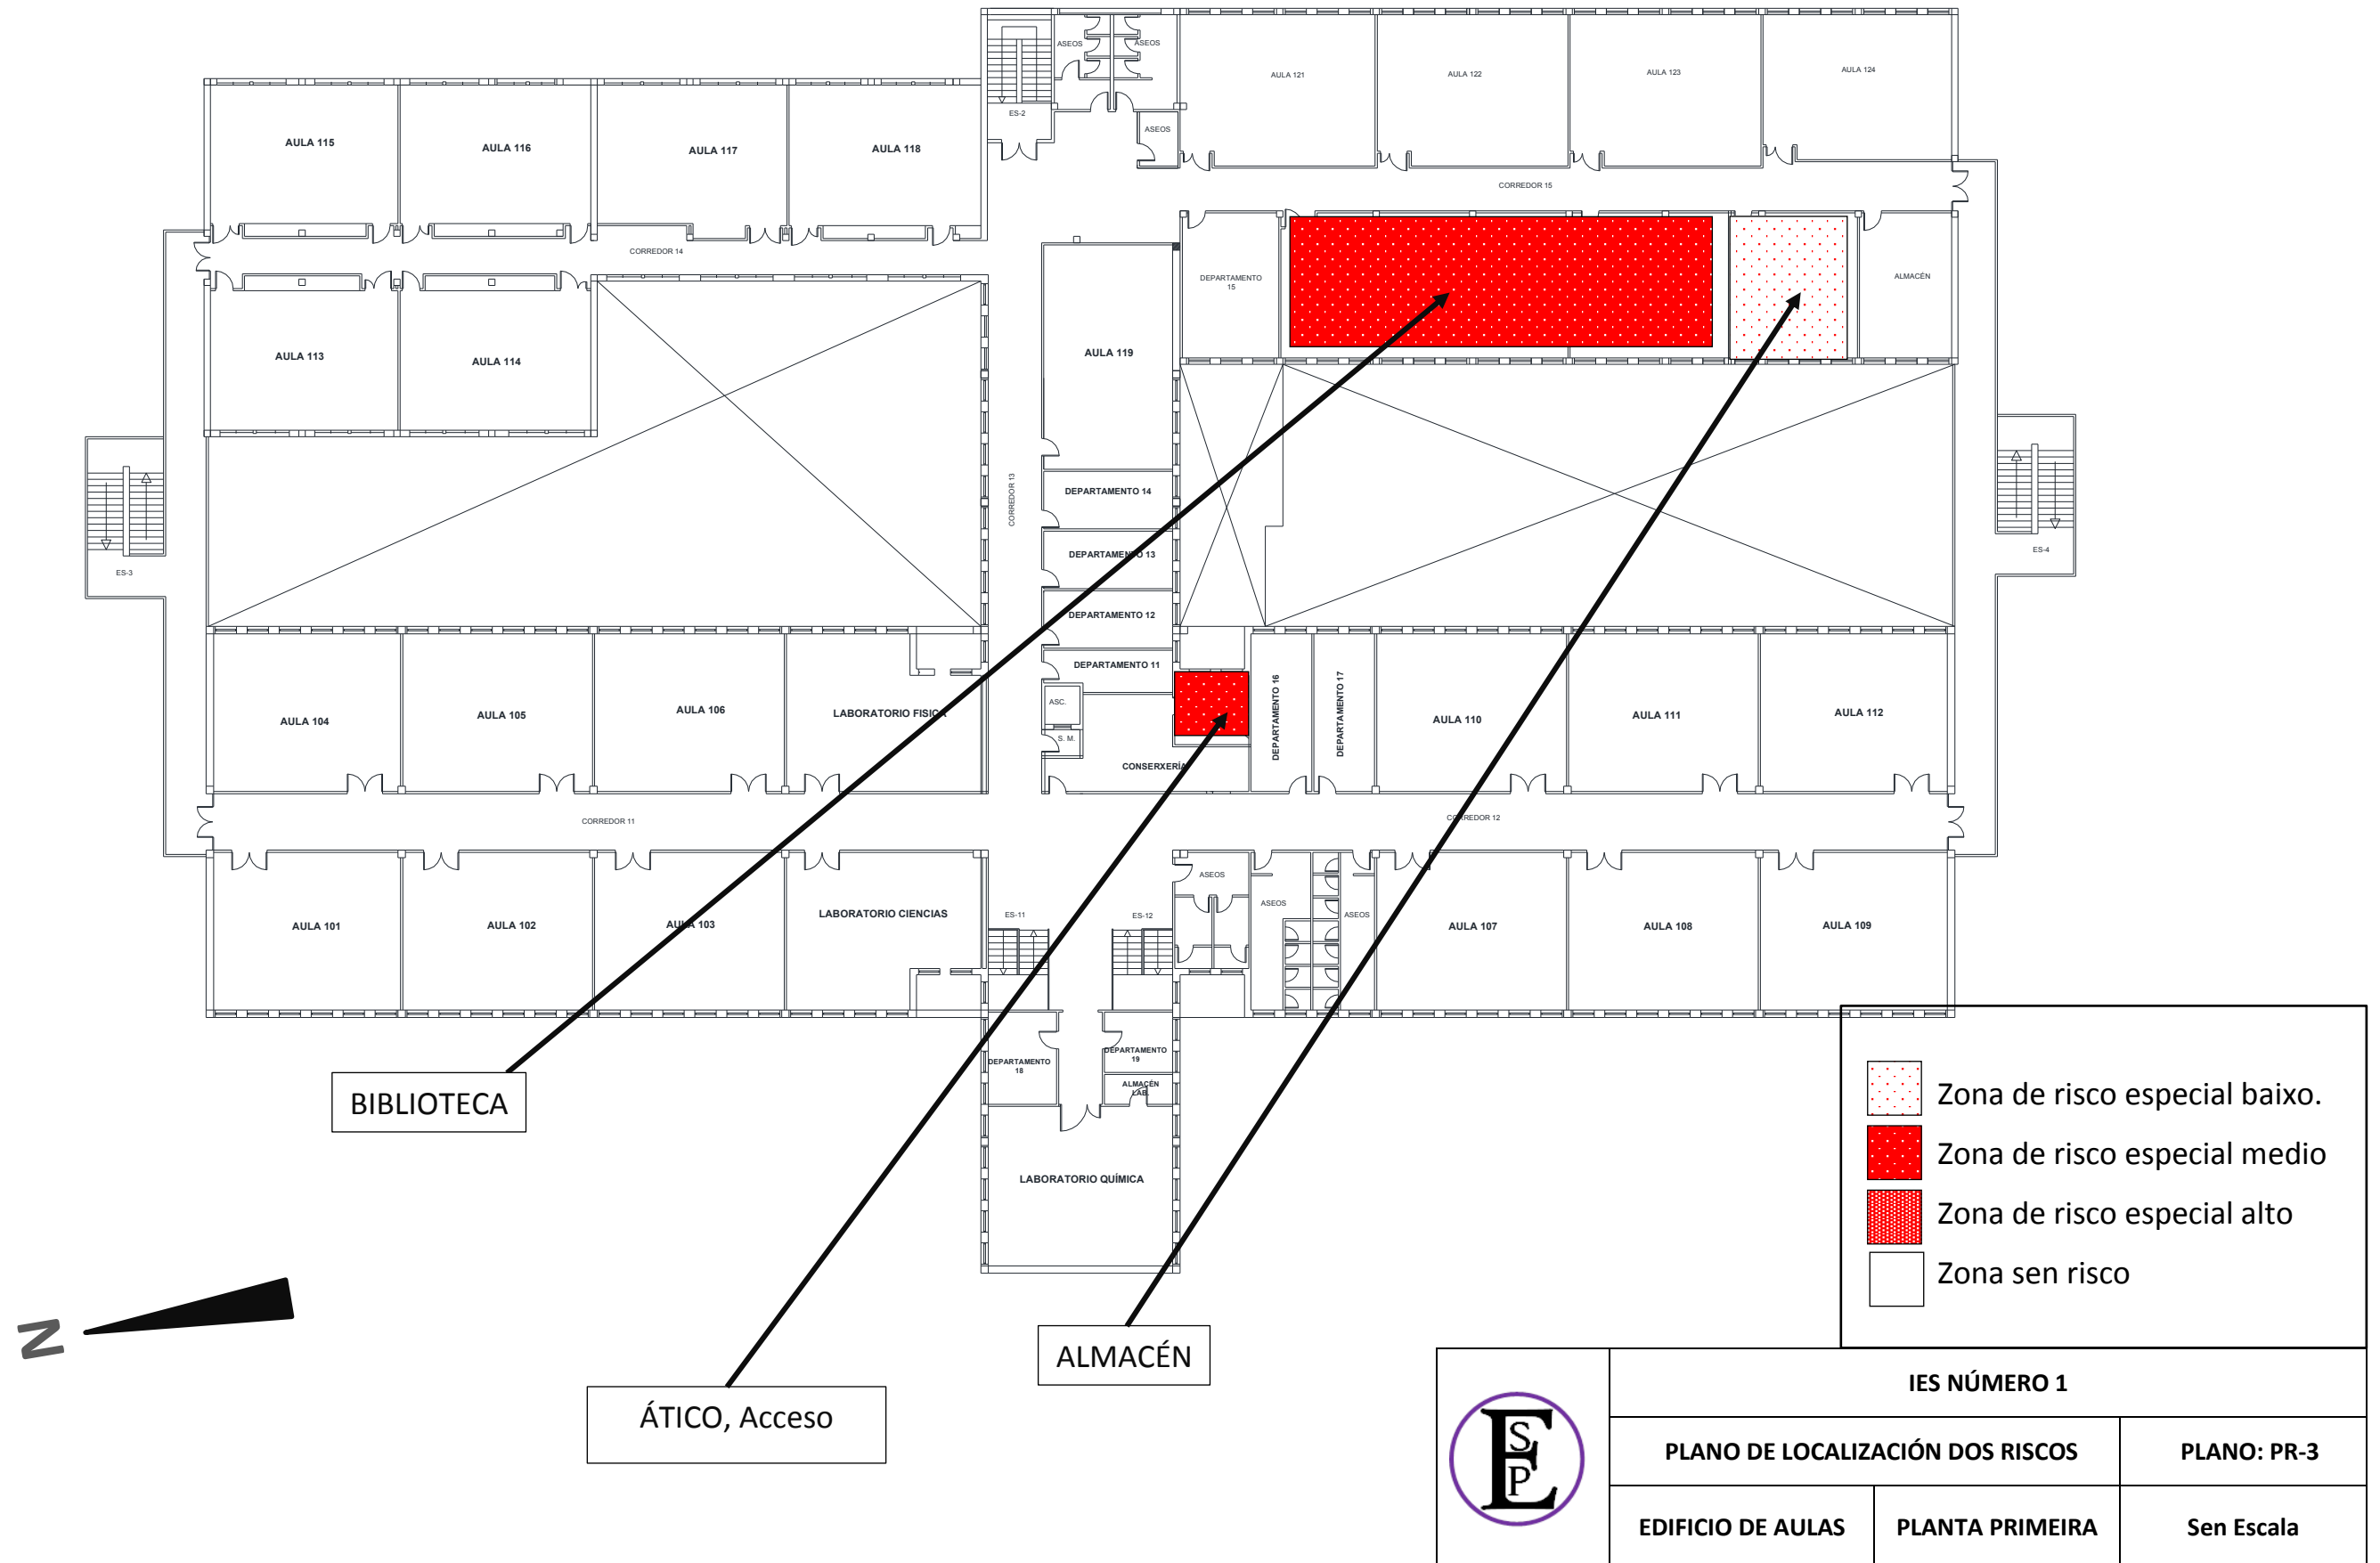 ASEOS
ASEOS
AULA 121
AULA 122
AULA 123
AULA 124
ES-2
ASEOS
AULA 115
AULA 116
AULA 117
AULA 118
CORREDOR 15
CORREDOR 14
DEPARTAMENTO
15
ALMACÉN
AULA 113
AULA 114
AULA 119
CORREDOR 13
DEPARTAMENTO 14
DEPARTAMENTO 13
ES-3
ES-4
DEPARTAMENTO 12
DEPARTAMENTO 11
ASC.
S. M.
CONSERXERÍA
DEPARTAMENTO 16
DEPARTAMENTO 17
AULA 104
AULA 105
AULA 106
LABORATORIO FISICA
AULA 110
AULA 111
AULA 112
CORREDOR 11
CORREDOR 12
ASEOS
ASEOS
ASEOS
AULA 101
AULA 102
AULA 103
LABORATORIO CIENCIAS
ES-11
ES-12
AULA 107
AULA 108
AULA 109
DEPARTAMENTO
18
DEPARTAMENTO
19
ALMACÉN
LAB.
LABORATORIO QUÍMICA
BIBLIOTECA
ÁTICO, Acceso
ALMACÉN
N
Zona de risco especial baixo.
Zona de risco especial medio
Zona de risco especial alto
Zona sen risco
ESP
IES NÚMERO 1
PLANO DE LOCALIZACIÓN DOS RISCOS
PLANO: PR-3
EDIFICIO DE AULAS
PLANTA PRIMEIRA
Sen Escala